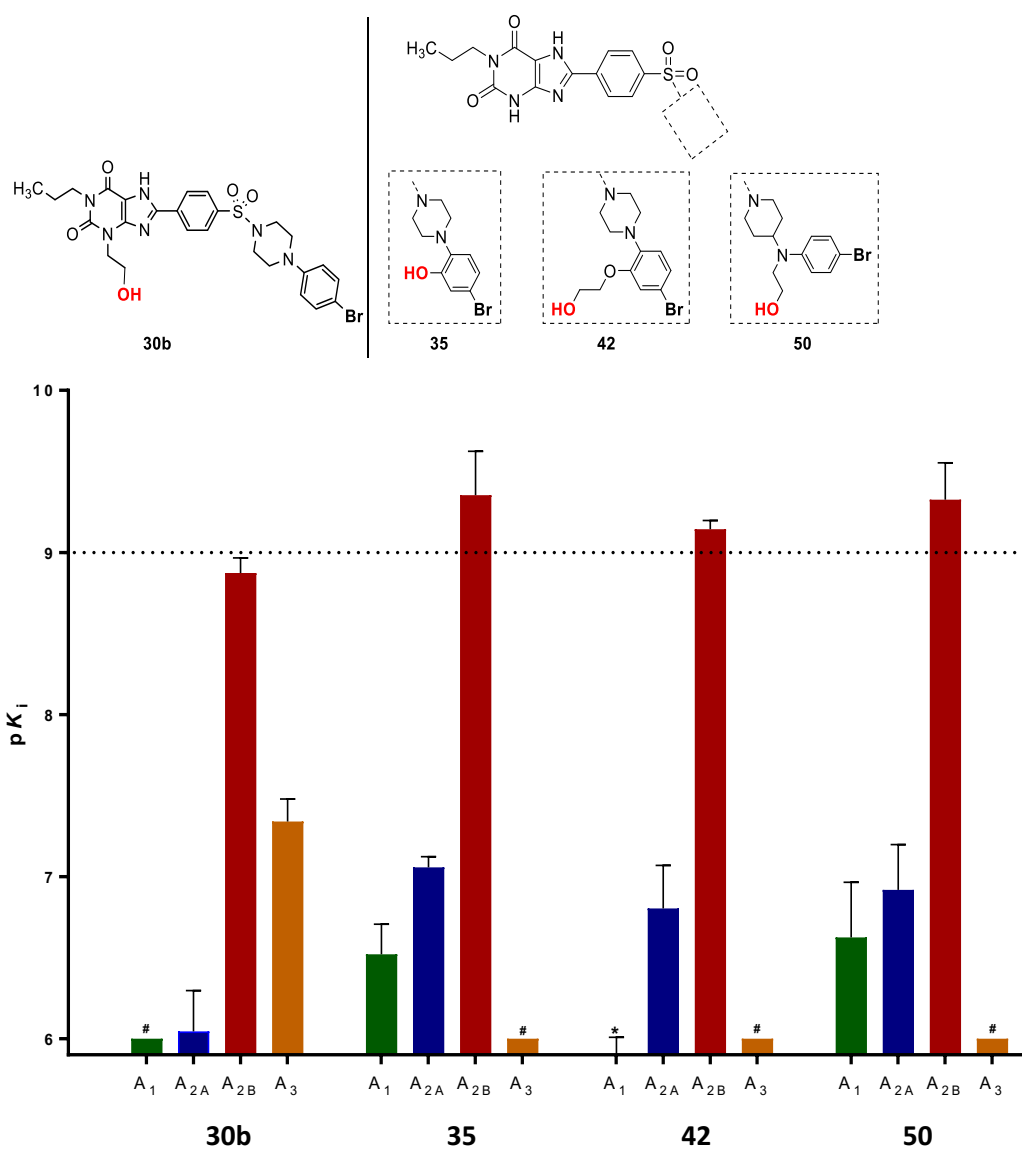 O
H
N
N
O
N
H
N
S
O
O
H₃C
O
H
N
N
O
N
N
S
O O
N
N
H₃C
OH
Br
30b
N
N
HO
Br
35
N
N
O
HO
Br
42
N
N
Br
HO
50
10
9
8
7
6
pKᵢ
# # * # #
A₁ A₂A A₂B A₃ A₁ A₂A A₂B A₃ A₁ A₂A A₂B A₃ A₁ A₂A A₂B A₃
30b 35 42 50